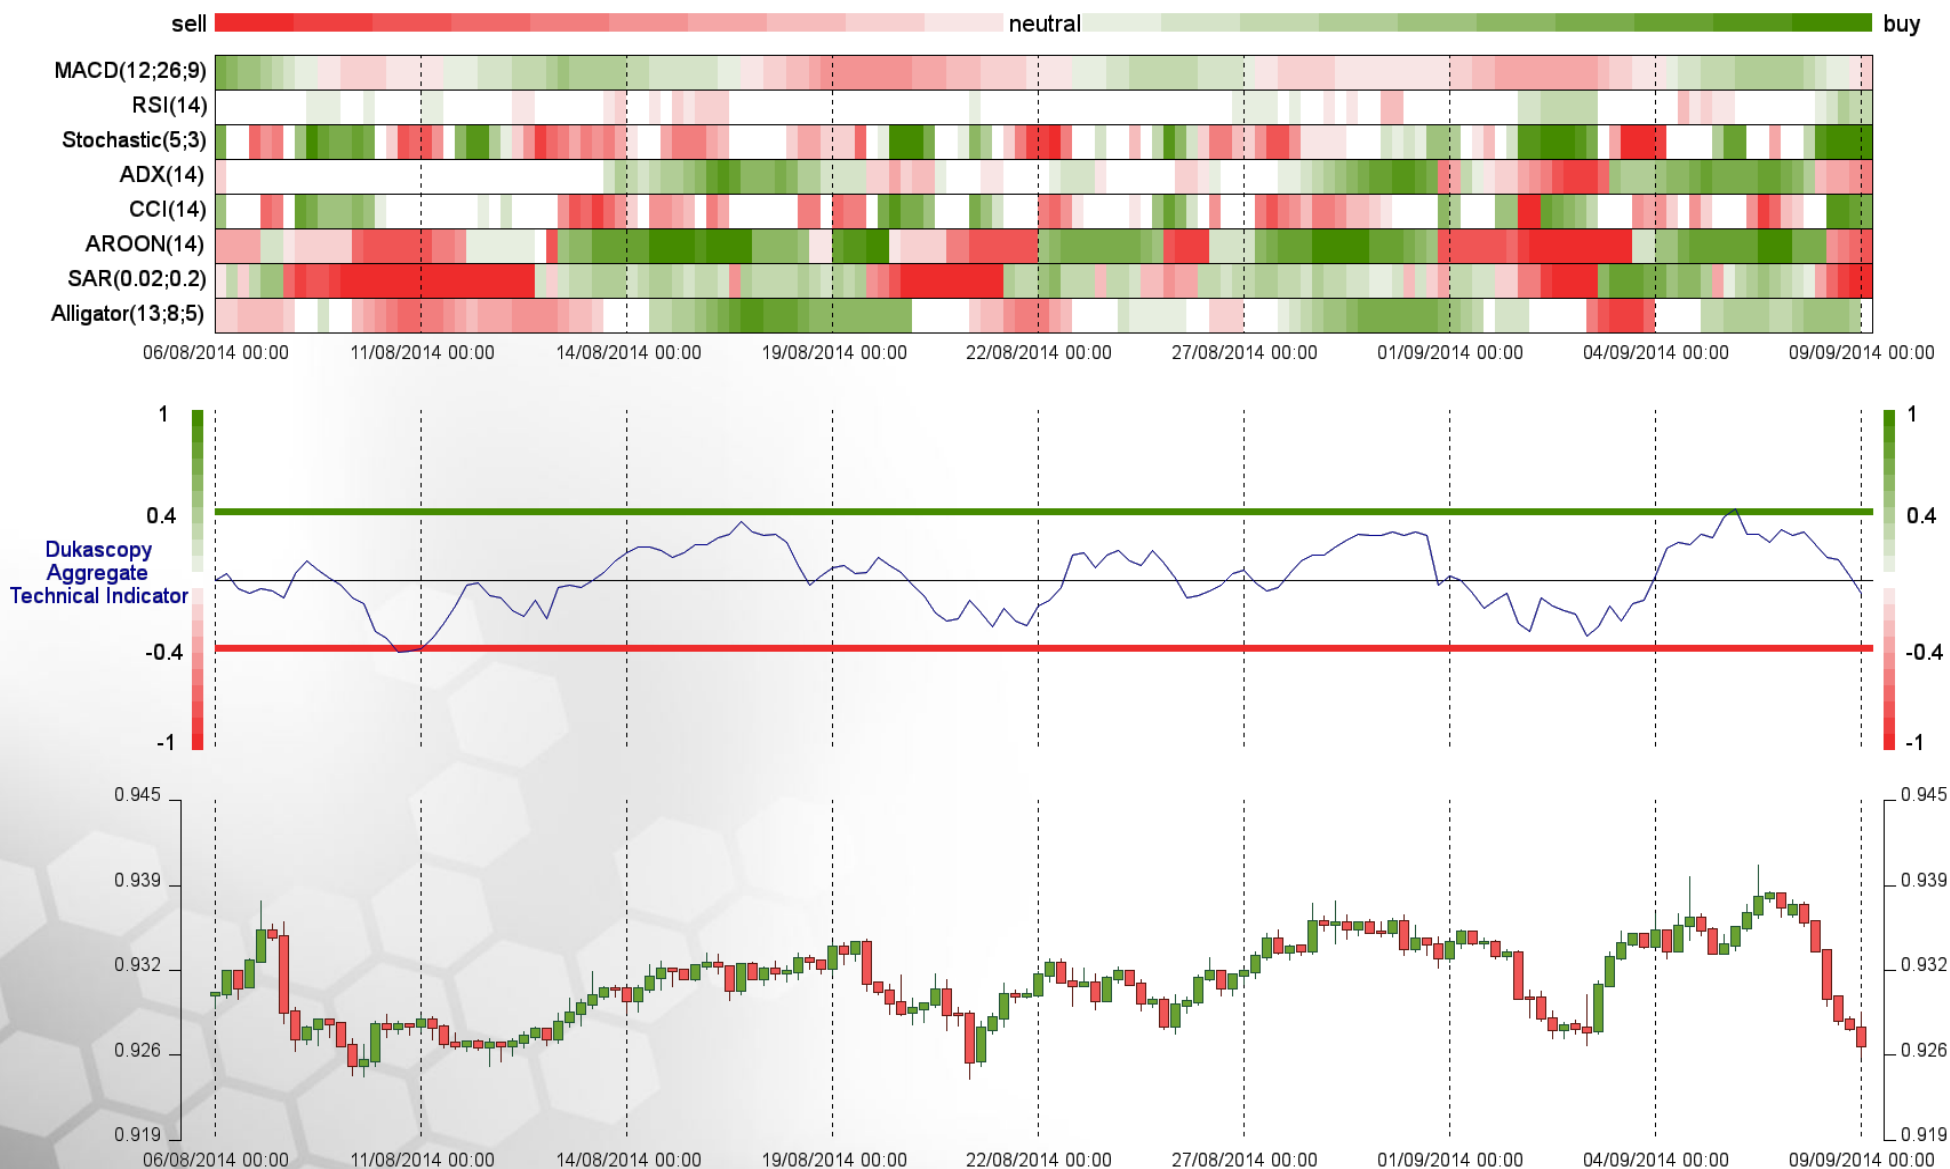 sell neutral buy
MACD(12;26;9)
RSI(14)
Stochastic(5;3)
ADX(14)
CCI(14)
AROON(14)
SAR(0.02;0.2)
Alligator(13;8;5)
06/08/2014 00:00 11/08/2014 00:00 14/08/2014 00:00 19/08/2014 00:00 22/08/2014 00:00 27/08/2014 00:00 01/09/2014 00:00 04/09/2014 00:00 09/09/2014 00:00
1 1
0.4 0.4
Dukascopy
Aggregate
Technical Indicator
-0.4 -0.4
-1 -1
0.945 0.945
0.939 0.939
0.932 0.932
0.926 0.926
0.919 0.919
06/08/2014 00:00 11/08/2014 00:00 14/08/2014 00:00 19/08/2014 00:00 22/08/2014 00:00 27/08/2014 00:00 01/09/2014 00:00 04/09/2014 00:00 09/09/2014 00:00